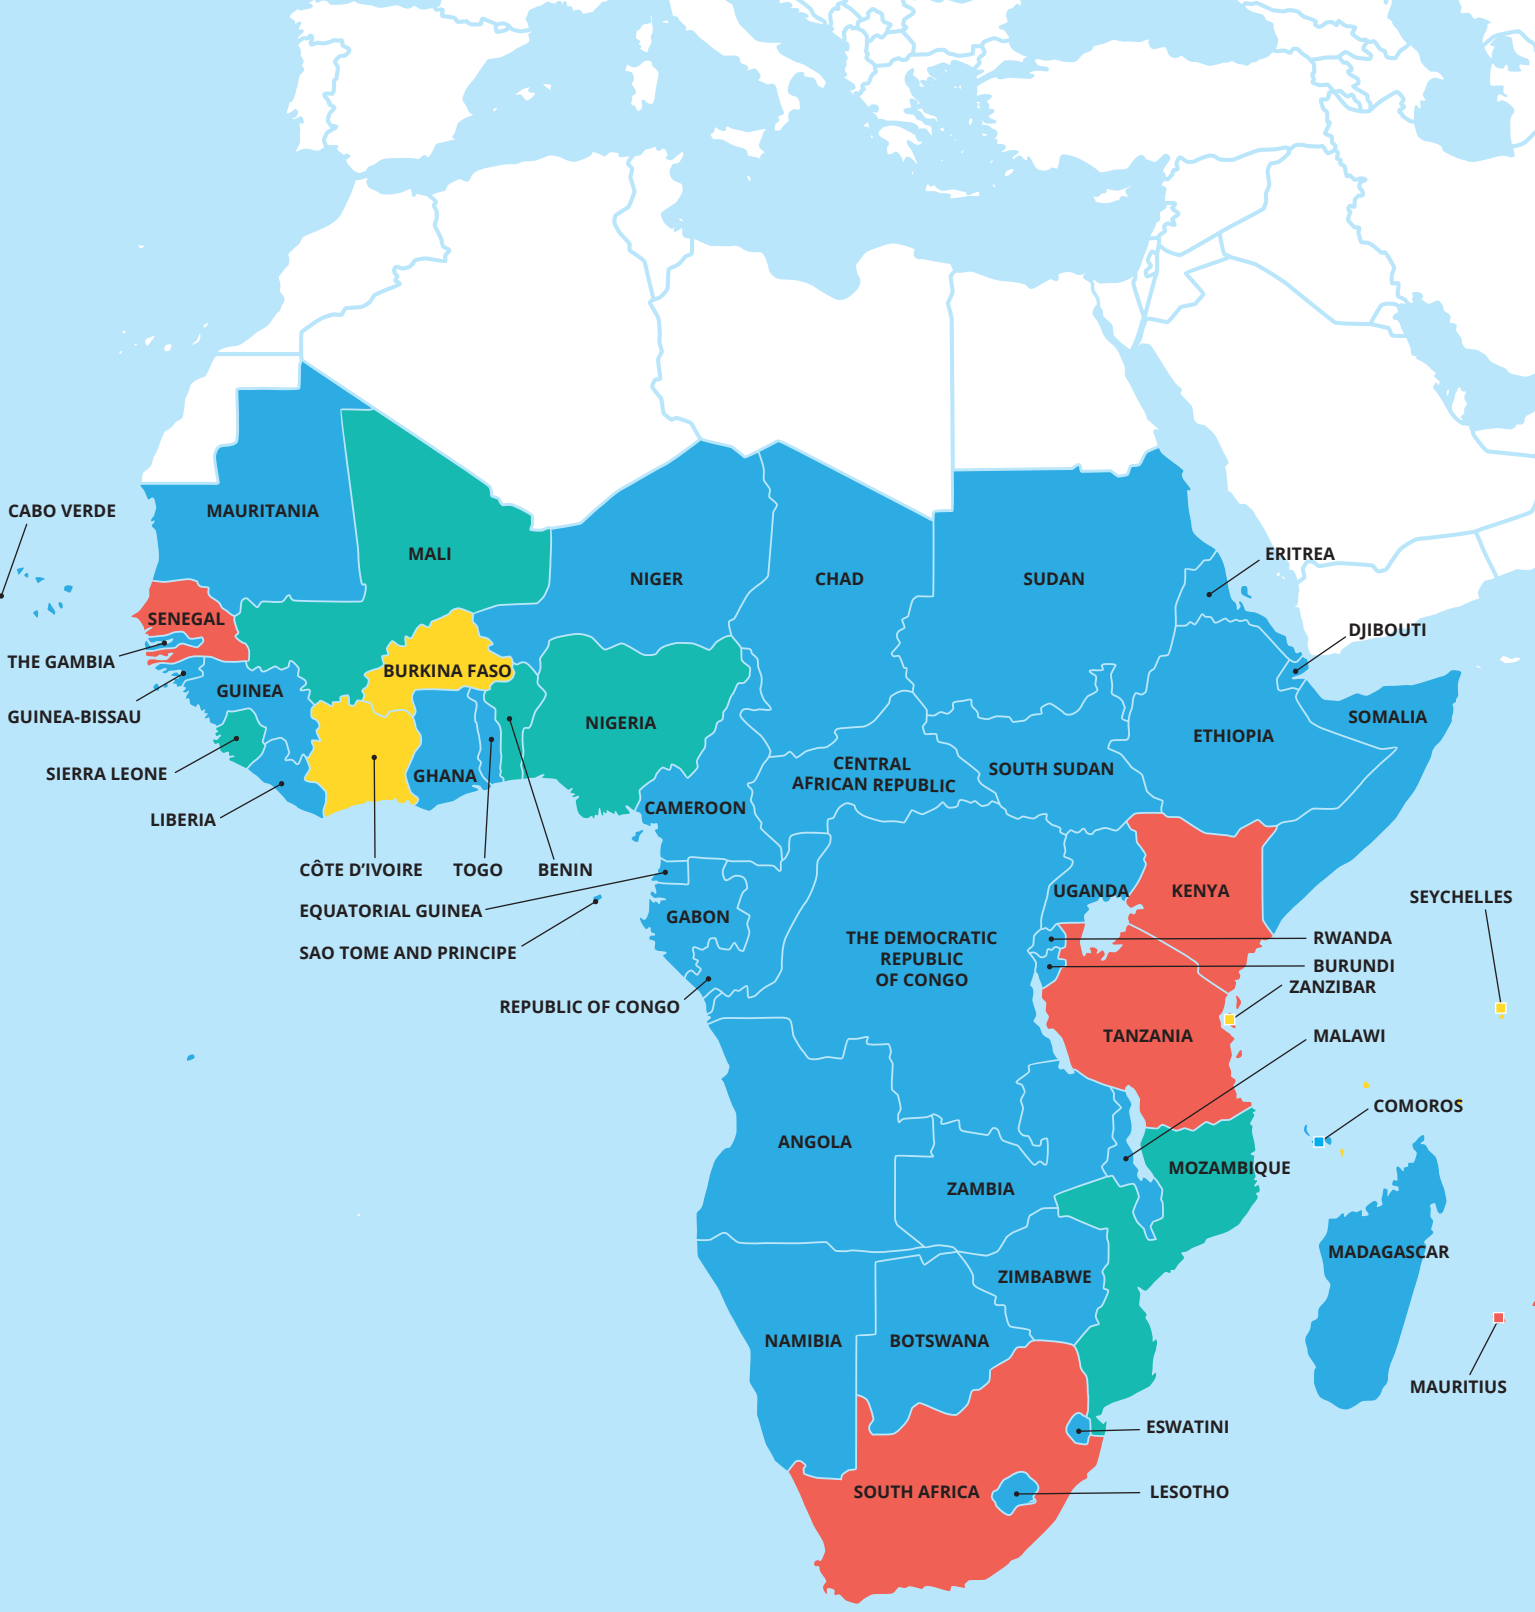 CABO VERDE
MAURITANIA
MALI
ERITREA
NIGER
CHAD
SUDAN
SENEGAL
DJIBOUTI
THE GAMBIA
BURKINA FASO
GUINEA
GUINEA-BISSAU
NIGERIA
SOMALIA
ETHIOPIA
SIERRA LEONE
GHANA
CENTRAL
AFRICAN REPUBLIC
SOUTH SUDAN
LIBERIA
CAMEROON
CÔTE D'IVOIRE
TOGO
BENIN
UGANDA
KENYA
SEYCHELLES
EQUATORIAL GUINEA
GABON
THE DEMOCRATIC
REPUBLIC
OF CONGO
RWANDA
SAO TOME AND PRINCIPE
BURUNDI
ZANZIBAR
REPUBLIC OF CONGO
TANZANIA
MALAWI
COMOROS
ANGOLA
MOZAMBIQUE
ZAMBIA
MADAGASCAR
ZIMBABWE
NAMIBIA
BOTSWANA
MAURITIUS
ESWATINI
SOUTH AFRICA
LESOTHO